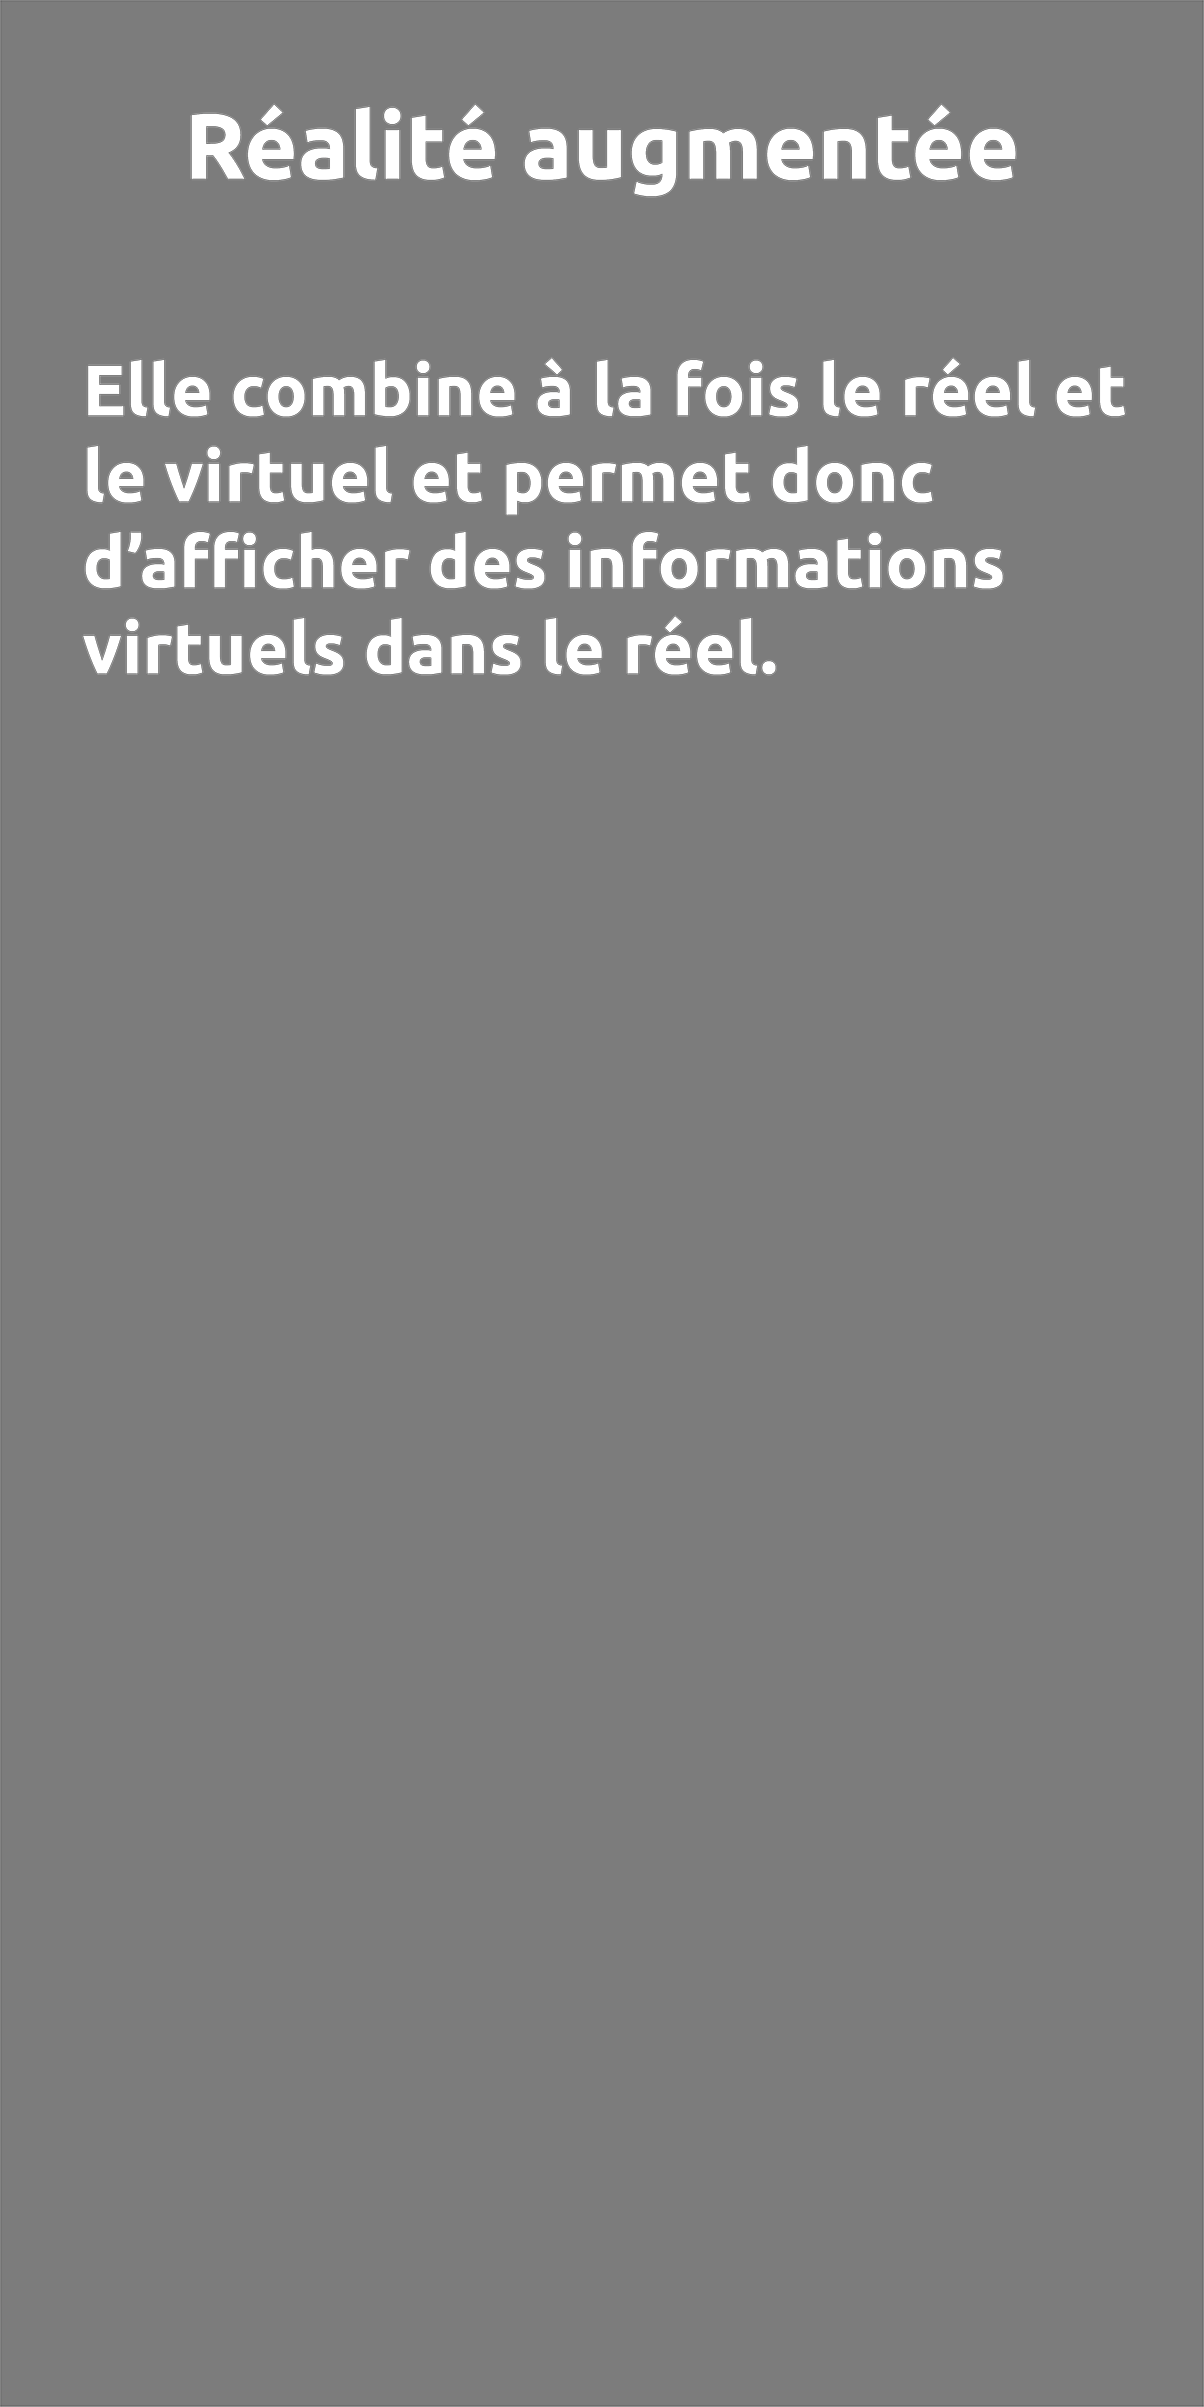 Réalité augmentée
Elle combine à la fois le réel et
le virtuel et permet donc
d’afficher des informations
virtuels dans le réel.